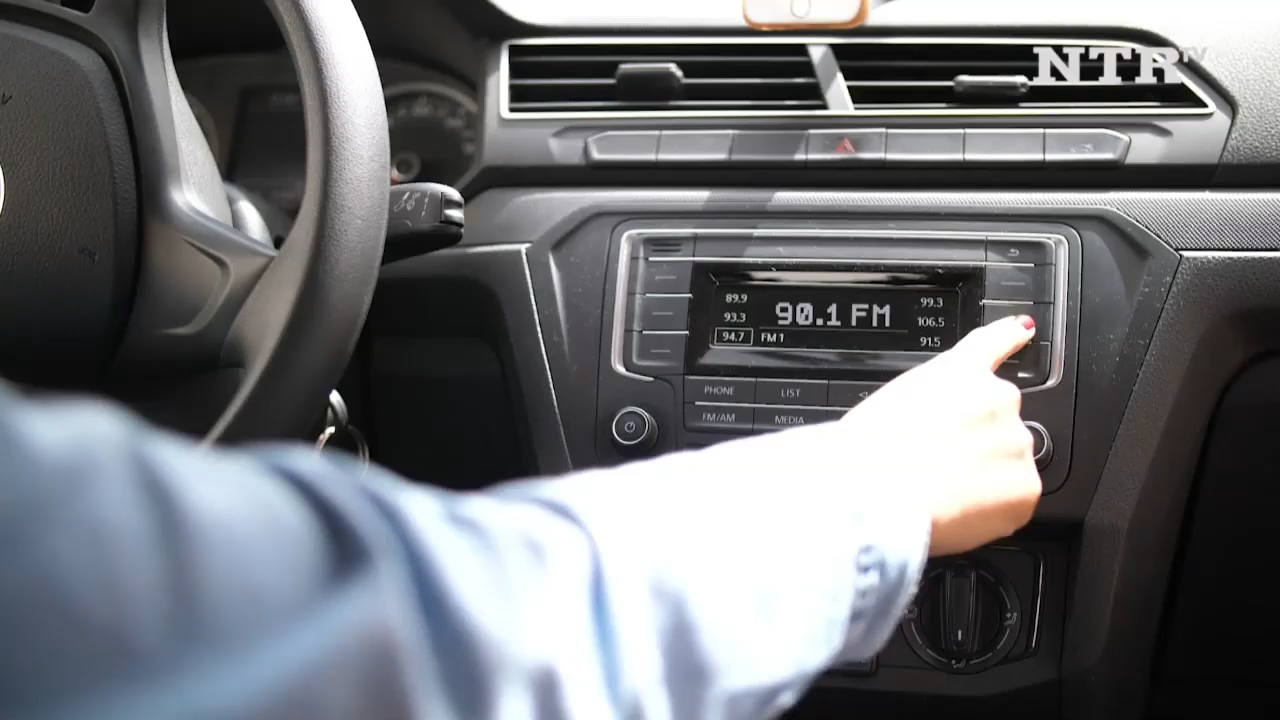 NTR TV
89.9
93.3
94.7
90.1 FM
FM 1
99.3
106.5
91.5
PHONE
LIST
FM/AM
MEDIA